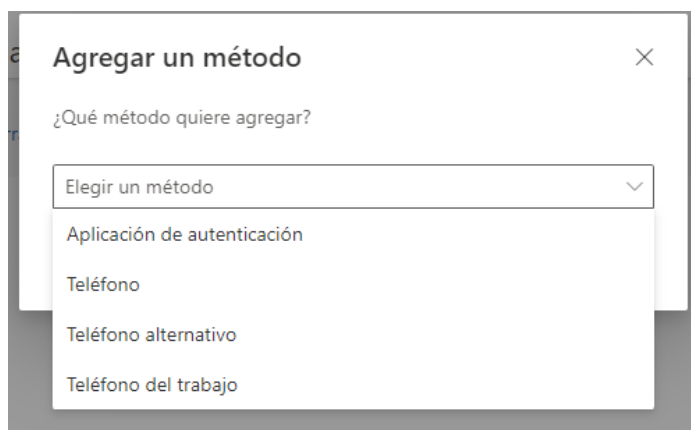 Agregar un método
¿Qué método quiere agregar?
Elegir un método
Aplicación de autenticación
Teléfono
Teléfono alternativo
Teléfono del trabajo